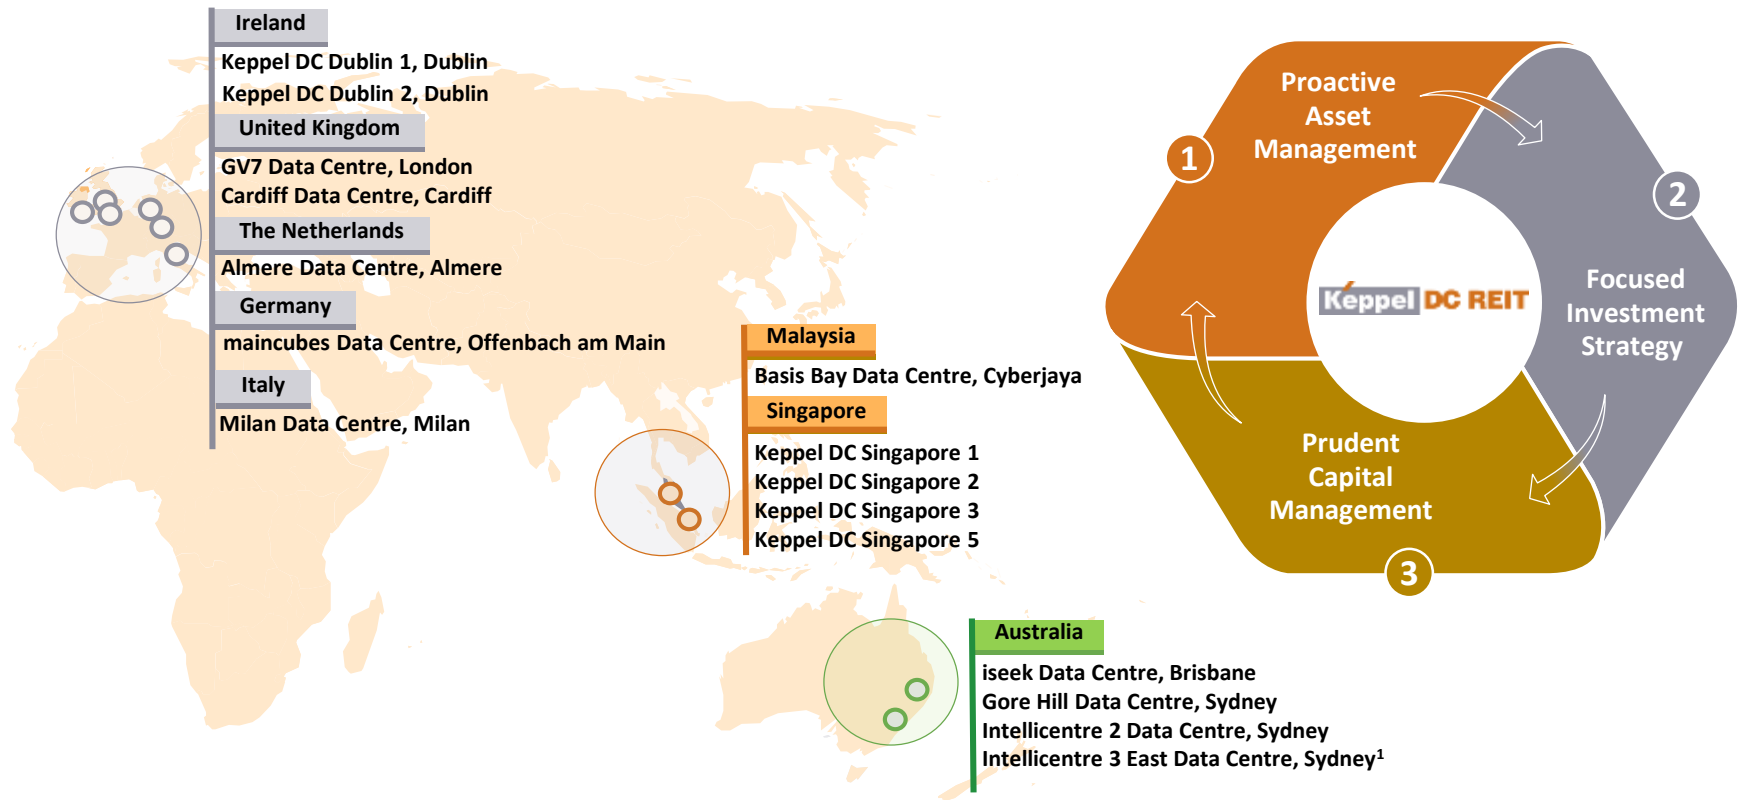 Ireland
Keppel DC Dublin 1, Dublin
Keppel DC Dublin 2, Dublin
United Kingdom
GV7 Data Centre, London
Cardiff Data Centre, Cardiff
The Netherlands
Almere Data Centre, Almere
Germany
maincubes Data Centre, Offenbach am Main
Italy
Milan Data Centre, Milan
Malaysia
Basis Bay Data Centre, Cyberjaya
Singapore
Keppel DC Singapore 1
Keppel DC Singapore 2
Keppel DC Singapore 3
Keppel DC Singapore 5
Australia
iseek Data Centre, Brisbane
Gore Hill Data Centre, Sydney
Intellicentre 2 Data Centre, Sydney
Intellicentre 3 East Data Centre, Sydney¹
1
Proactive
Asset
Management
2
Focused
Investment
Strategy
Keppel DC REIT
Prudent
Capital
Management
3